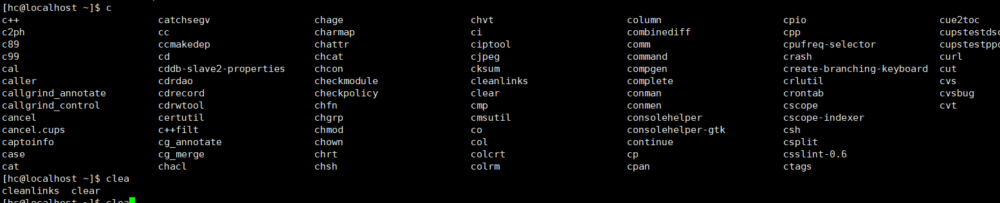 [hc@localhost ~]$ c
c++ catchsegv chage chvt column cpio cue2toc
c2ph cc charmap ci combinediff cpp cupstestdsc
c89 ccmakedep chattr ciptool comm cpufreq-selector cupstestppd
c99 cd chcat cjpeg command crash curl
cal cddb-slave2-properties chcon cksum compgen create-branching-keyboard cut
caller cdrdao checkmodule cleanlinks complete crlutil cvs
callgrind_annotate cdrecord checkpolicy clear conman crontab cvsbug
callgrind_control cdrwtool chfn cmp conmen cscope cvt
cancel certutil chgrp cmsutil consolehelper cscope-indexer
cancel.cups c++filt chmod co consolehelper-gtk csh
captoinfo cg_annotate chown col continue csplit
case cg_merge chrt colcrt cp csslint-0.6
cat chacl chsh colrm cpan ctags
[hc@localhost ~]$ clea
cleanlinks clear
[hc@localhost ~]$ clea